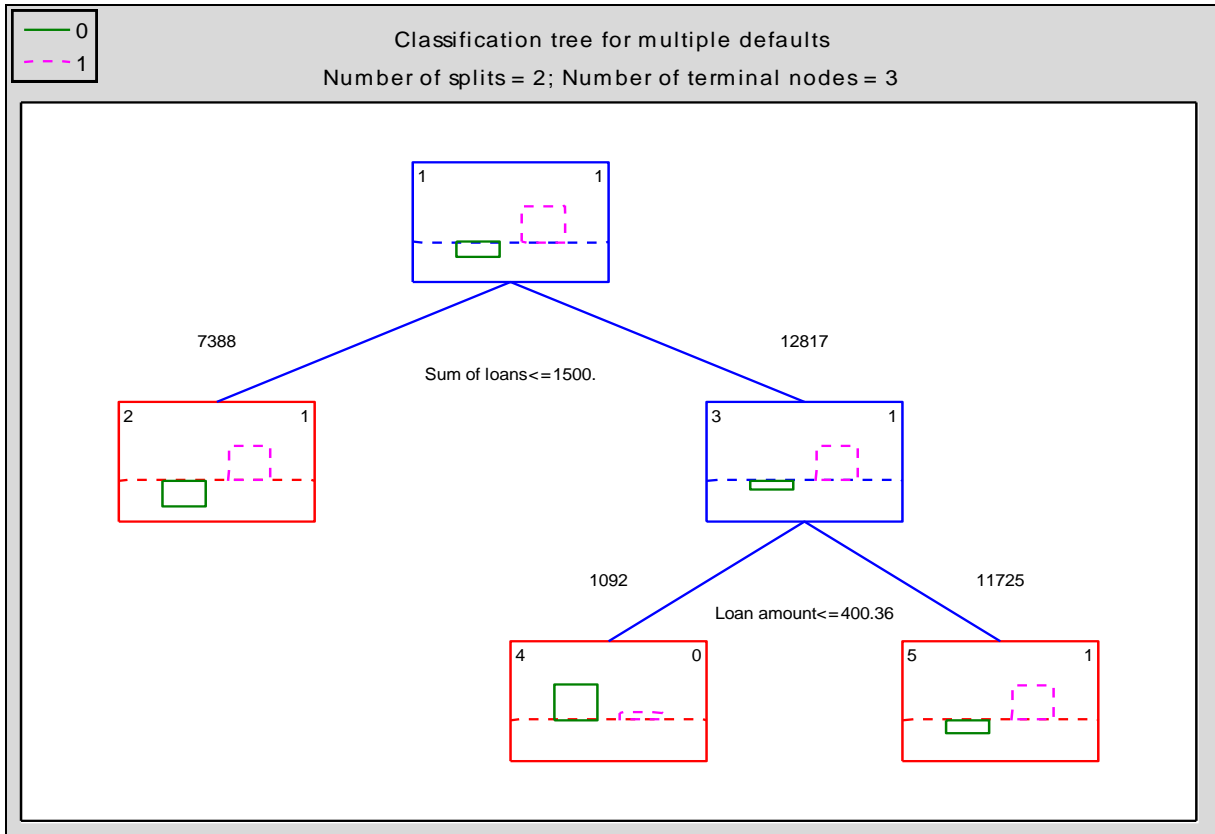 0
1
Classification tree for multiple defaults
Number of splits = 2; Number of terminal nodes = 3
1 1
7388 12817
Sum of loans<=1500.
2 1
3 1
1092 11725
Loan amount<=400.36
4 0
5 1